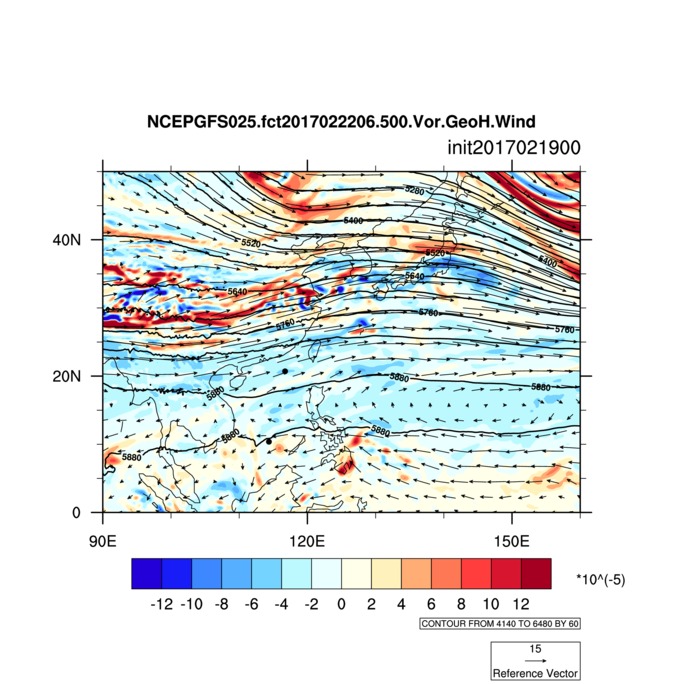 NCEPGFS025.fct2017022206.500.Vor.GeoH.Wind
init2017021900
5280
5400
5520
5520
5400
5640
5640
5760
5760
5760
5880
5880
5880
5880
5880
5880
40N
20N
0
90E 120E 150E
-12 -10 -8 -6 -4 -2 0 2 4 6 8 10 12
*10^(-5)
CONTOUR FROM 4140 TO 6480 BY 60
15
Reference Vector